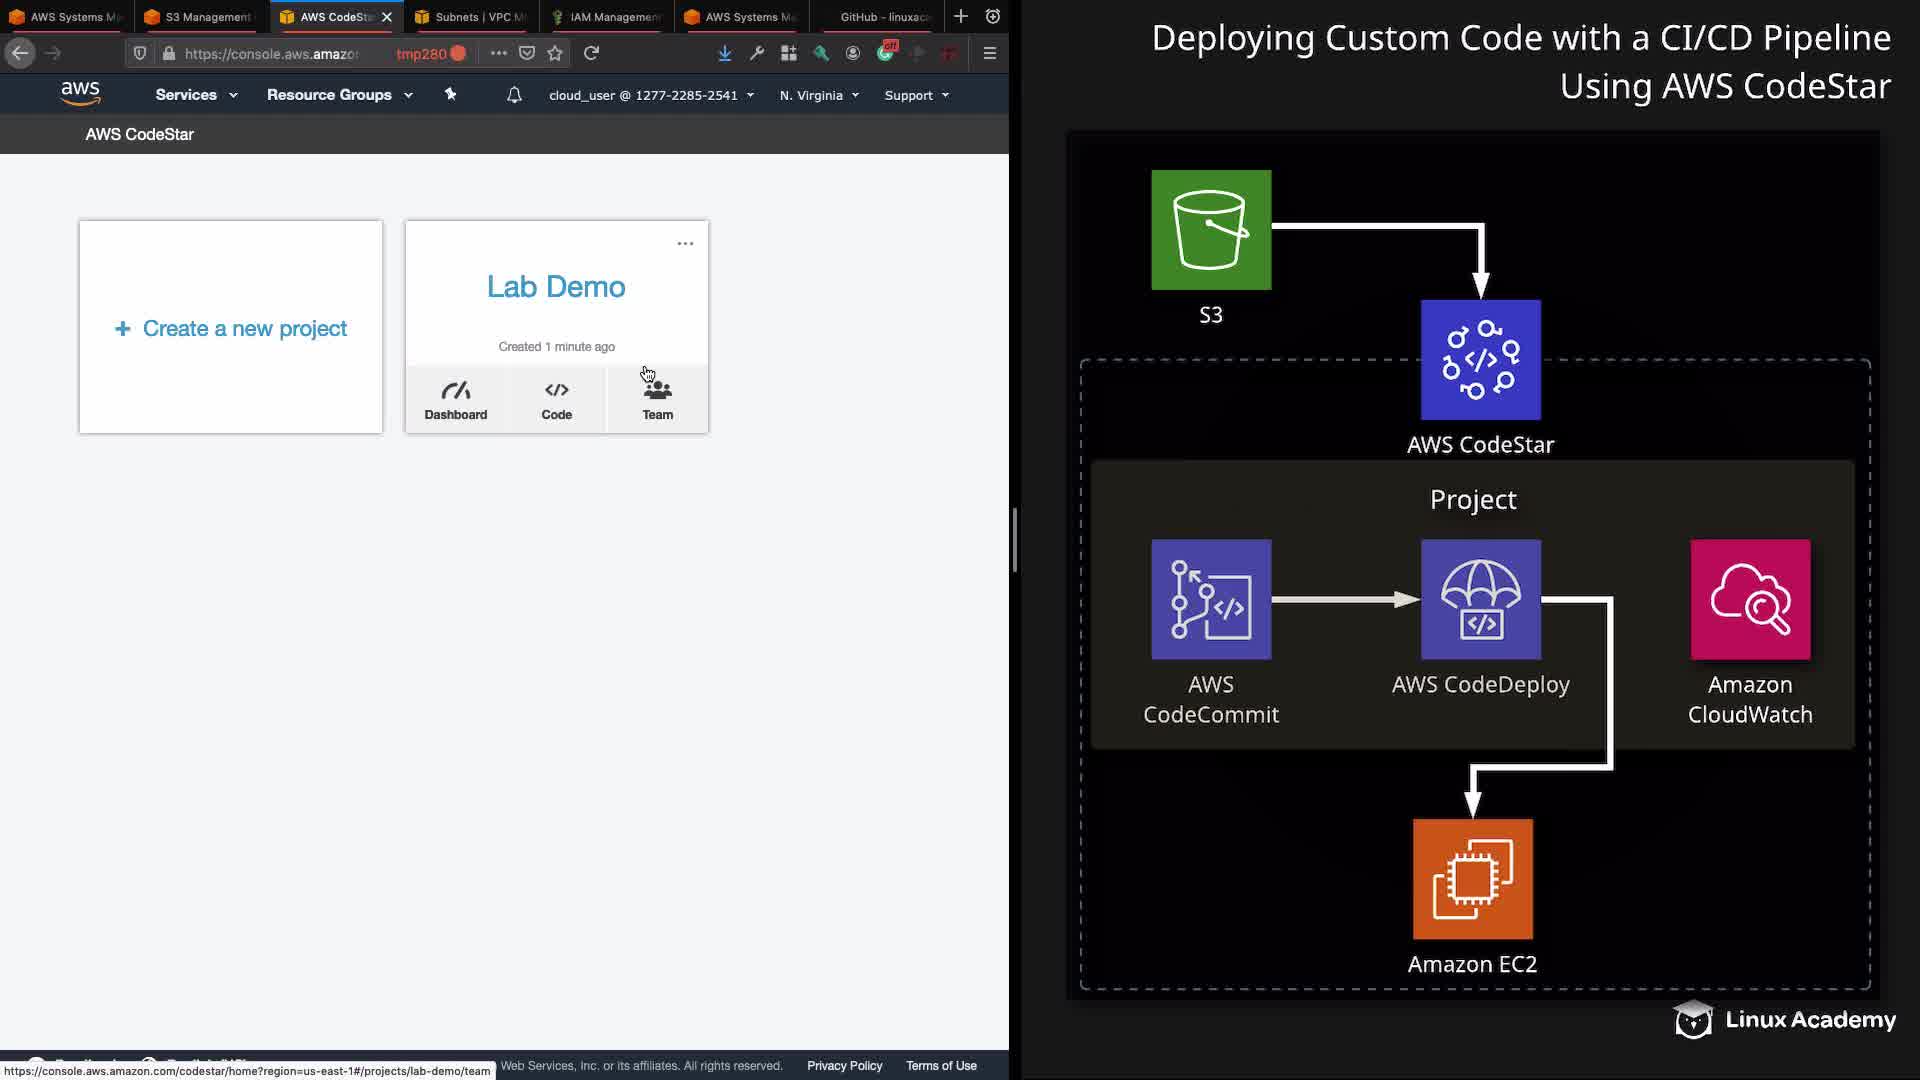 AWS Systems M
S3 Management
AWS CodeSta
Subnets | VPC M
IAM Managemen
AWS Systems M
GitHub - linuxaca
https://console.aws.amazo
tmp280
off
aws
Services
Resource Groups
cloud_user @ 1277-2285-2541
N. Virginia
Support
AWS CodeStar
+ Create a new project
Lab Demo
Created 1 minute ago
Dashboard
Code
Team
Web Services, Inc. or its affiliates. All rights reserved.
Privacy Policy
Terms of Use
https://console.aws.amazon.com/codestar/home?region=us-east-1#/projects/lab-demo/team
Deploying Custom Code with a CI/CD Pipeline
Using AWS CodeStar
S3
AWS CodeStar
Project
AWS
CodeCommit
AWS CodeDeploy
Amazon
CloudWatch
Amazon EC2
Linux Academy